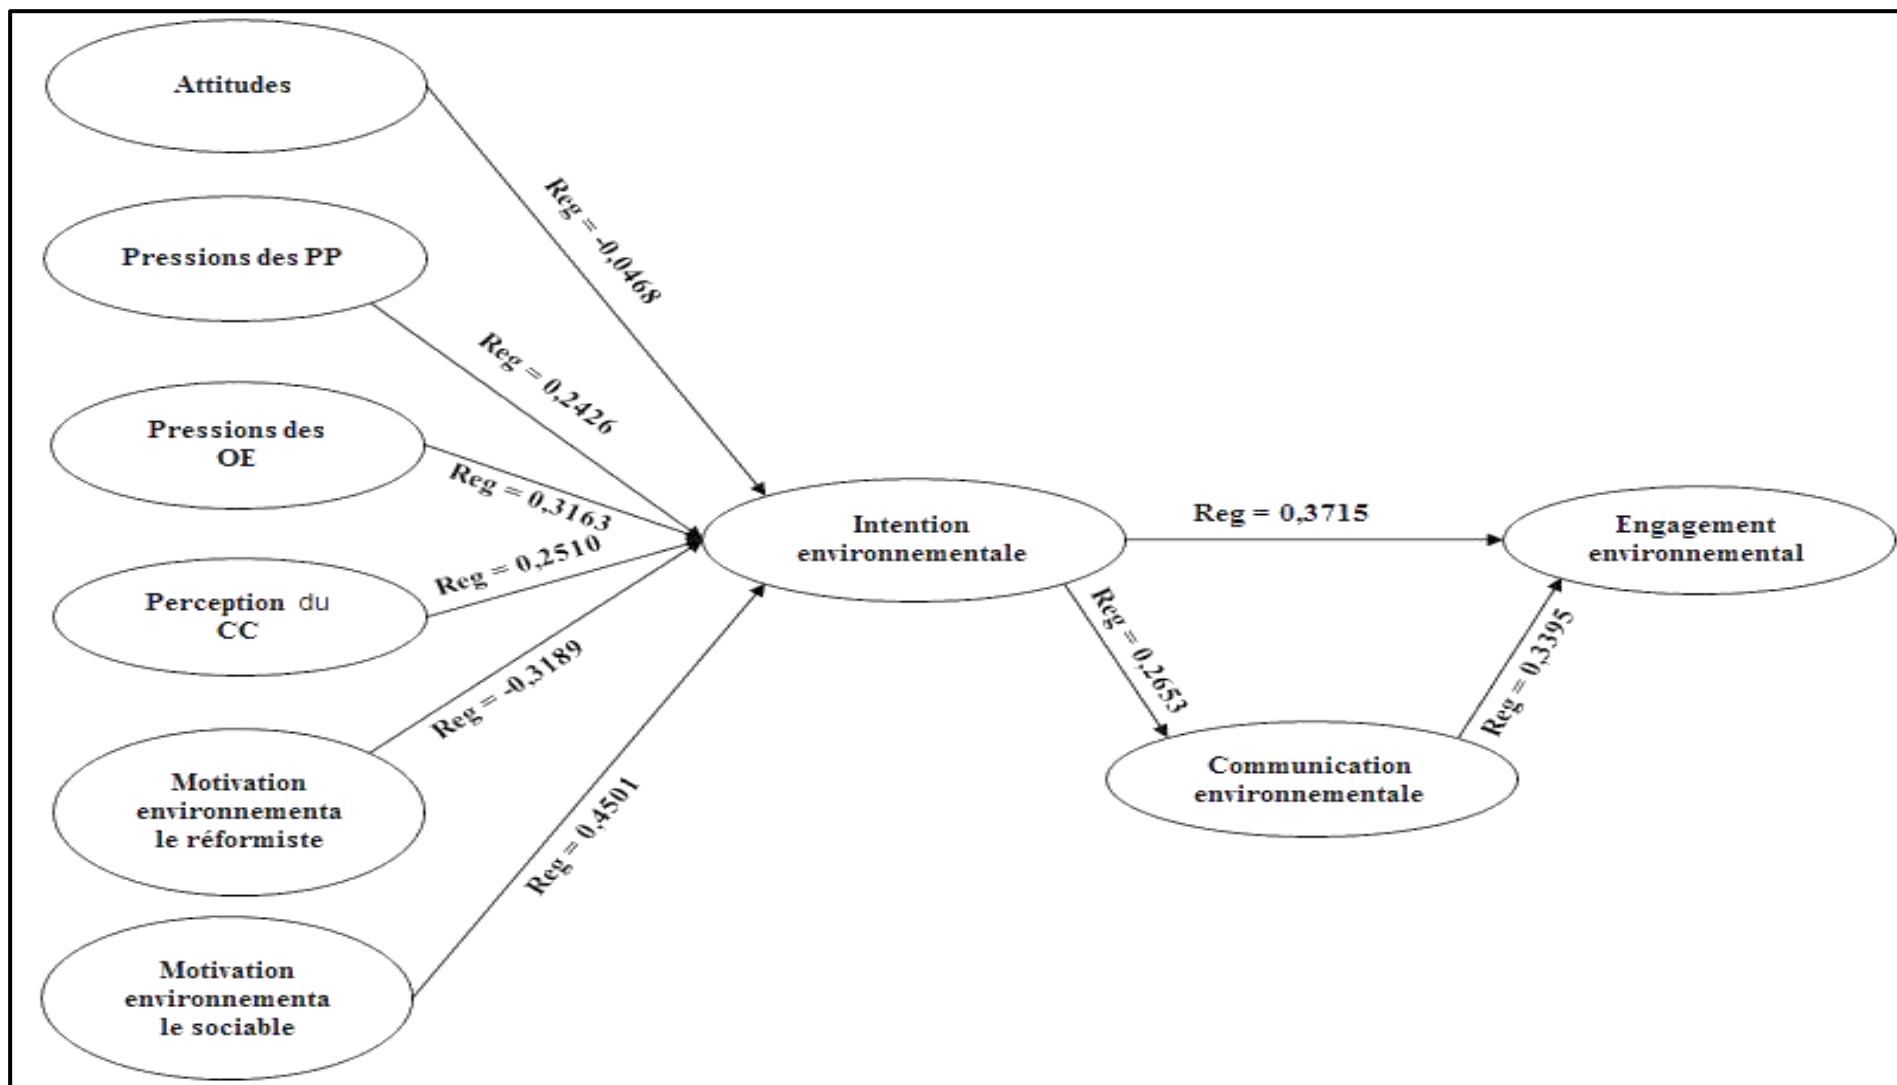 Attitudes
Reg = -0,0468
Pressions des PP
Reg = 0,2426
Pressions des
OE
Reg = 0,3163
Perception du
CC
Reg = 0,2510
Motivation
environnementa
le réformiste
Reg = -0,3189
Motivation
environnementa
le sociable
Reg = 0,4501
Intention
environnementale
Reg = 0,3715
Engagement
environnemental
Reg = 0,2653
Communication
environnementale
Reg = 0,3395